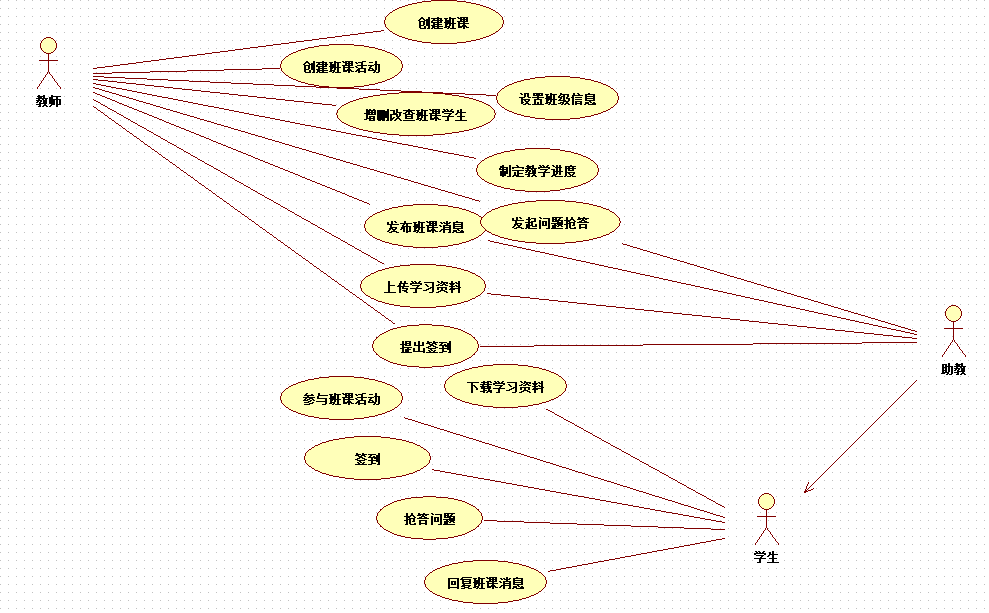 创建班课
教师
创建班课活动
设置班级信息
增删改查班课学生
制定教学进度
发布班课消息
发起问题抢答
上传学习资料
提出签到
助教
下载学习资料
参与班课活动
签到
抢答问题
学生
回复班课消息